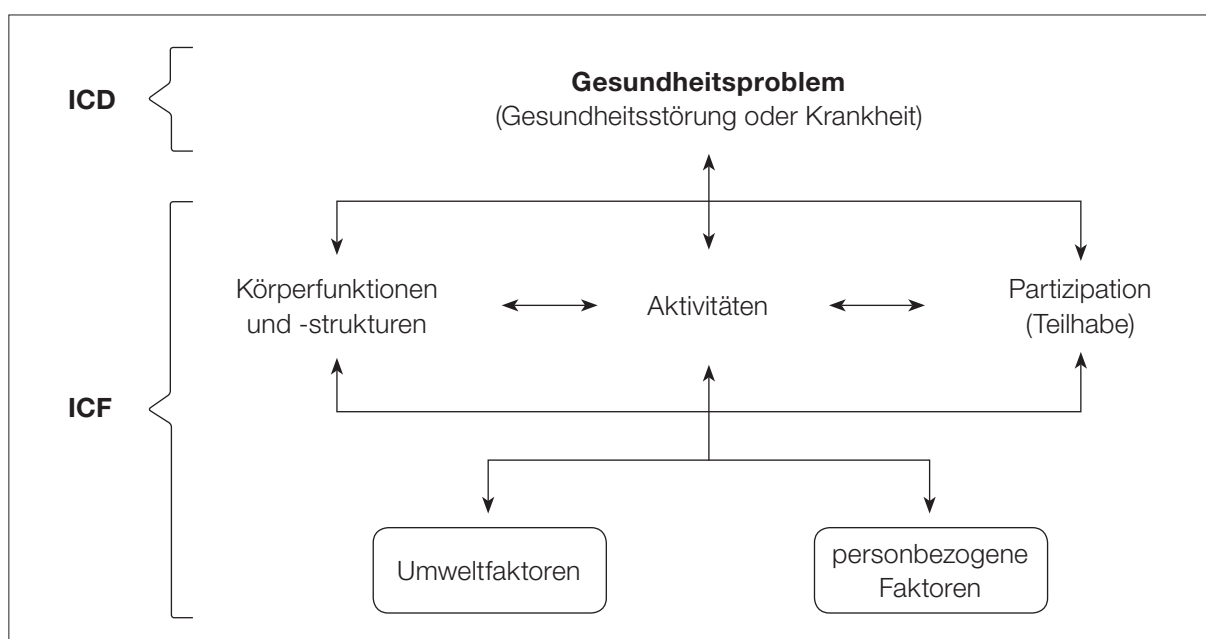 ICD
Gesundheitsproblem
(Gesundheitsstörung oder Krankheit)
Körperfunktionen
und -strukturen
Aktivitäten
Partizipation
(Teilhabe)
ICF
Umweltfaktoren
personbezogene
Faktoren